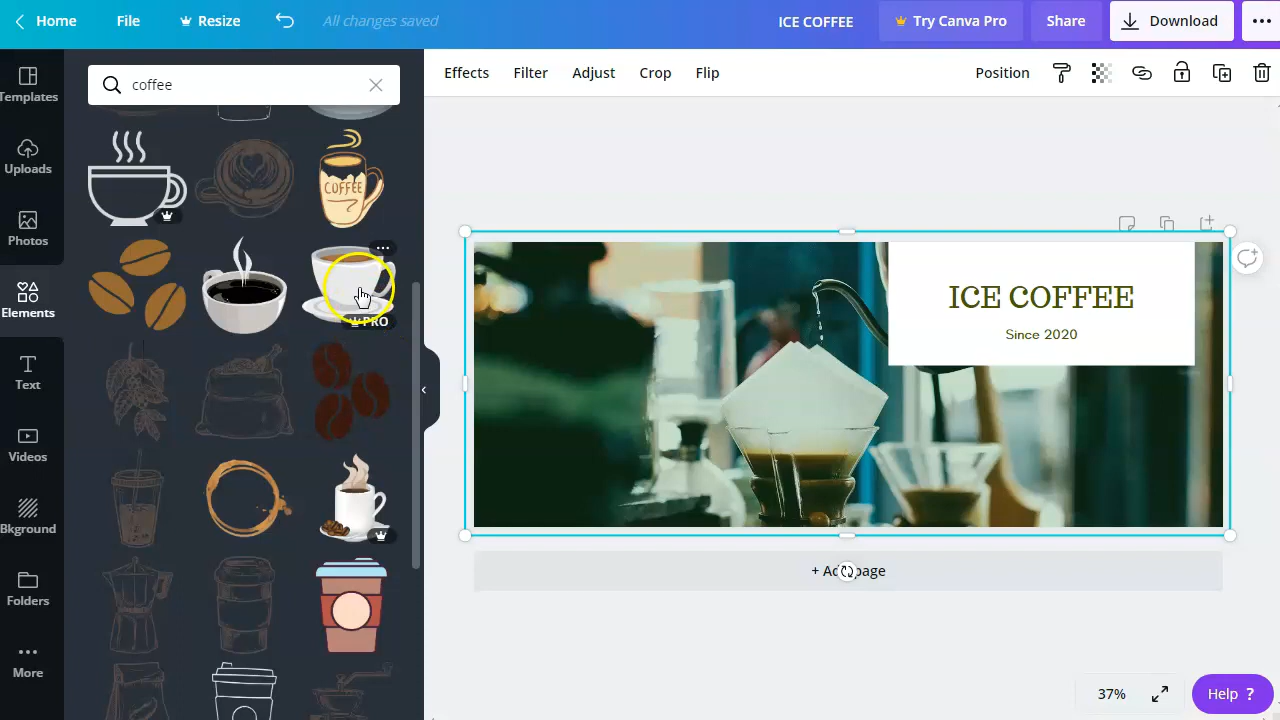 Home File Resize All changes saved ICE COFFEE Try Canva Pro Share Download
Effects Filter Adjust Crop Flip Position
coffee
Templates
Uploads
Photos
Elements
Text
Videos
Bkground
Folders
More
COFFEE
PRO
ICE COFFEE
Since 2020
37% Help ?